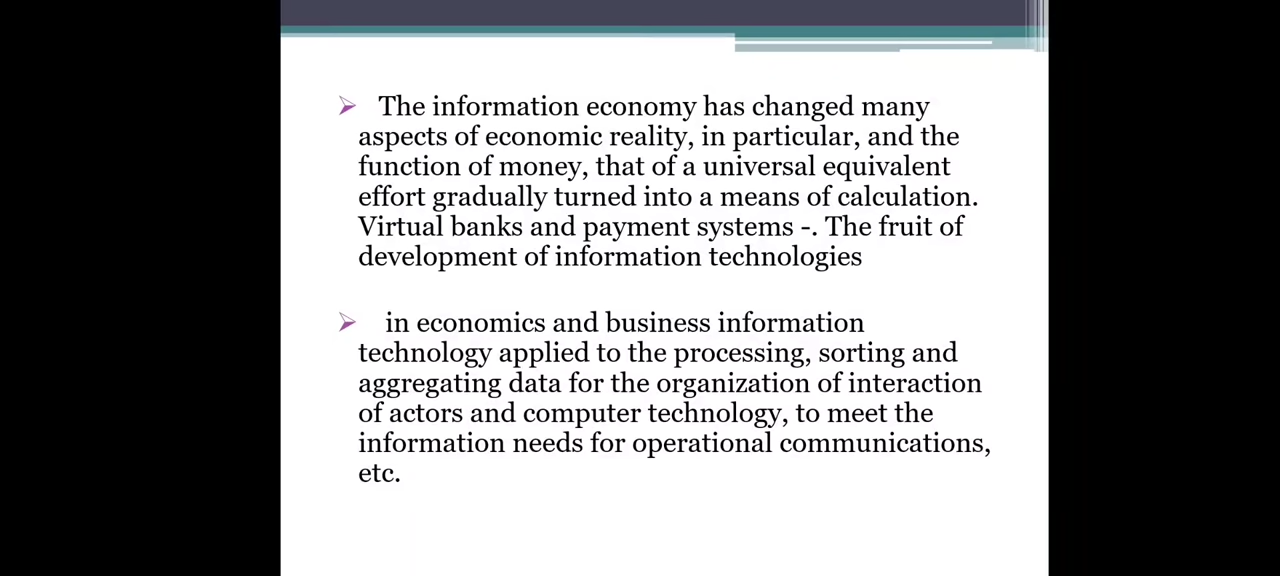 The information economy has changed many
aspects of economic reality, in particular, and the
function of money, that of a universal equivalent
effort gradually turned into a means of calculation.
Virtual banks and payment systems -. The fruit of
development of information technologies
in economics and business information
technology applied to the processing, sorting and
aggregating data for the organization of interaction
of actors and computer technology, to meet the
information needs for operational communications,
etc.